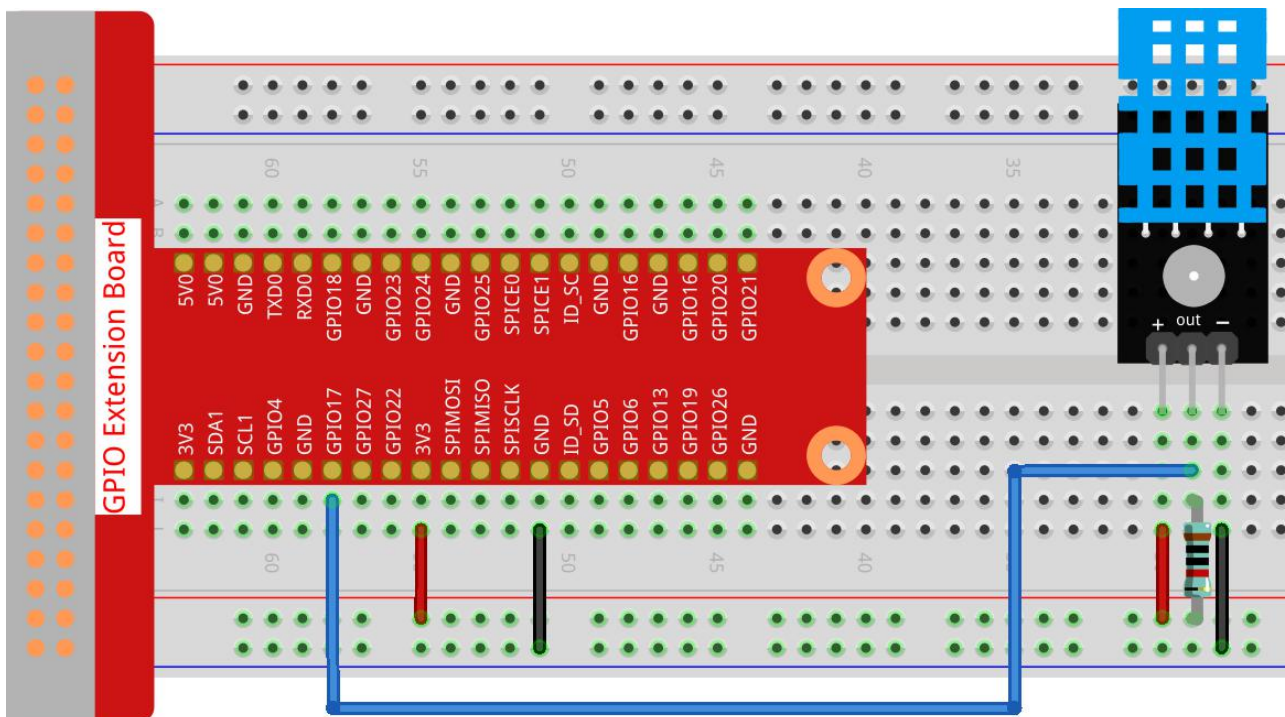 GPIO Extension Board
60
55
50
45
40
35
A
B
5V0
5V0
GND
TXD0
RXD0
GPIO18
GND
GPIO23
GPIO24
GND
GPIO25
SPICE0
SPICE1
ID_SC
GND
GPIO16
GND
GPIO16
GPIO20
GPIO21
+ out −
3V3
SDA1
SCL1
GPIO4
GND
GPIO17
GPIO27
GPIO22
3V3
SPIMOSI
SPIMISO
SPISCLK
GND
ID_SD
GPIO5
GPIO6
GPIO13
GPIO19
GPIO26
GND
60
50
45
40